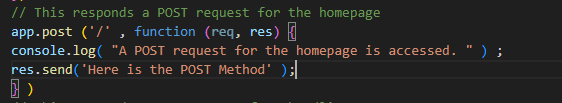 // This responds a POST request for the homepage
app.post ('/' , function (req, res) {
console.log( "A POST request for the homepage is accessed. " ) ;
res.send('Here is the POST Method' );
} )